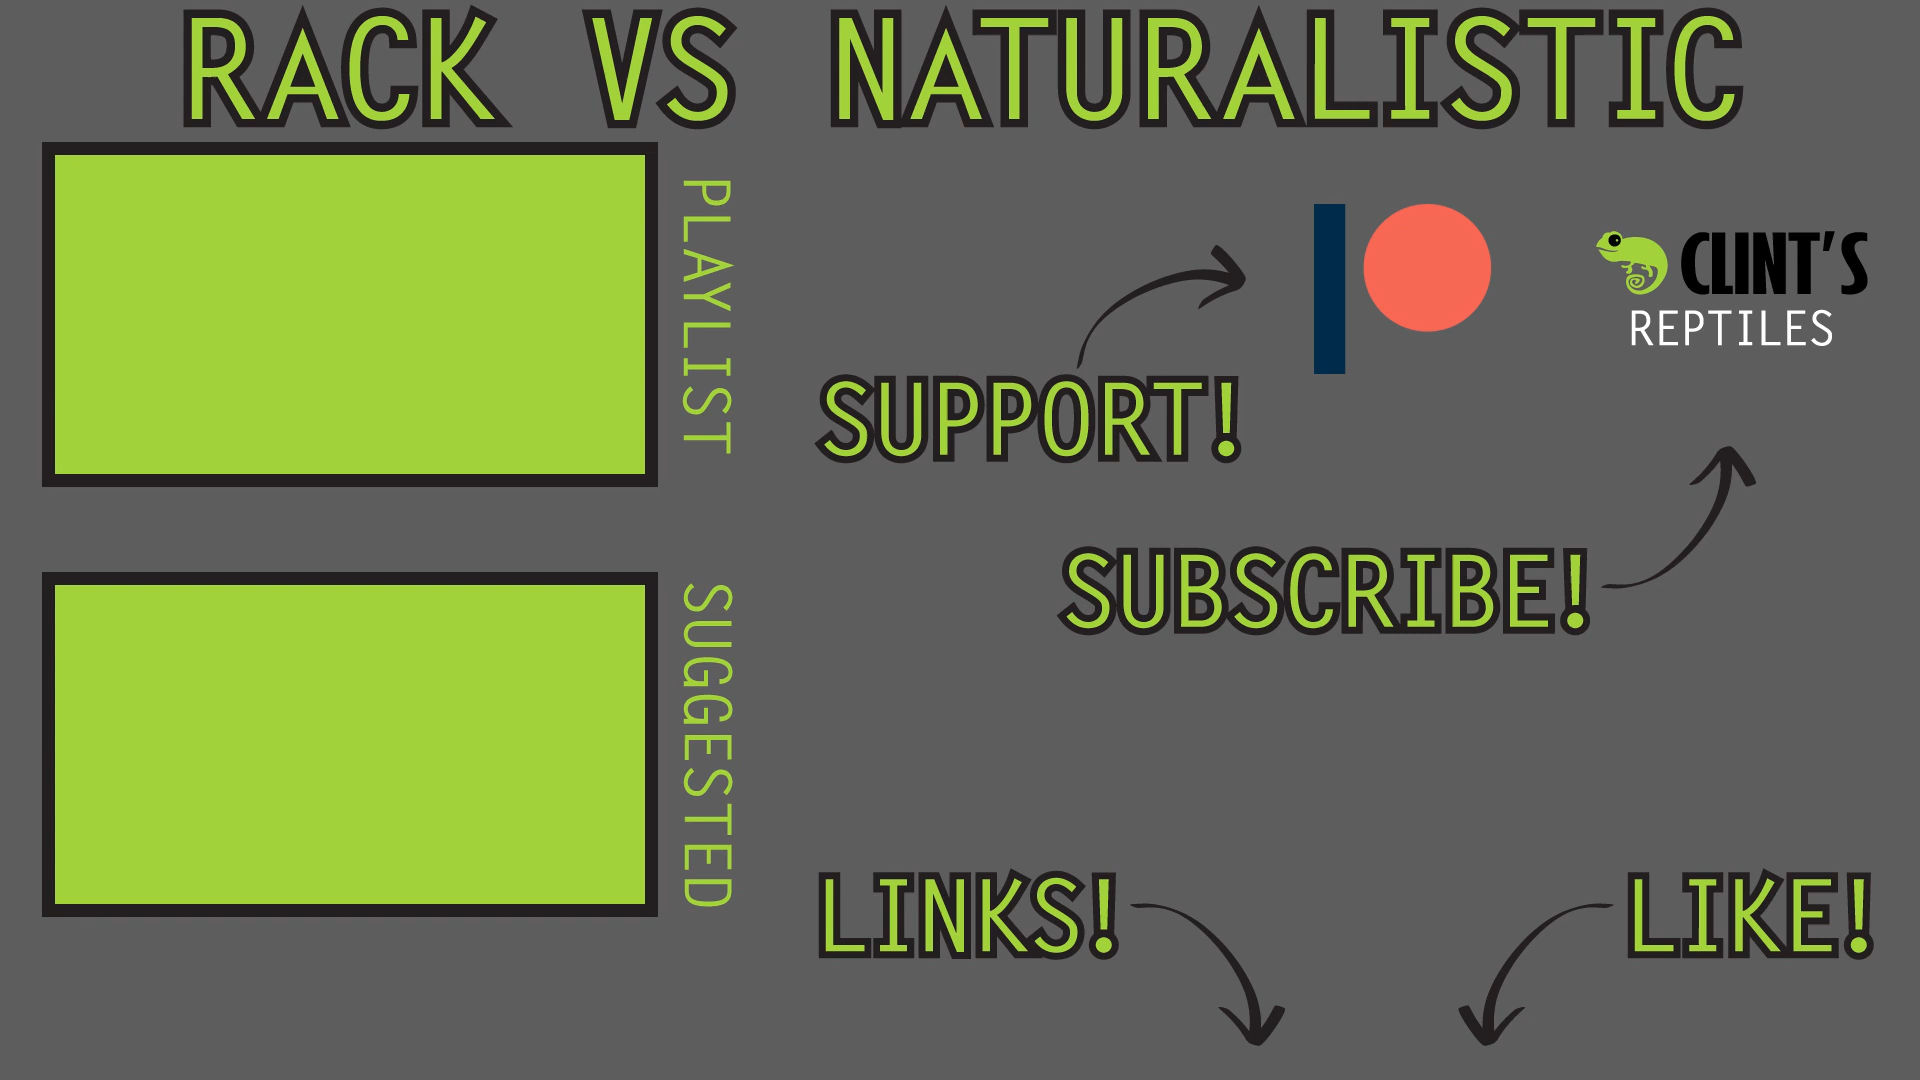 RACK VS NATURALISTIC
PLAYLIST
CLINT'S
REPTILES
SUPPORT!
SUBSCRIBE!
SUGGESTED
LINKS!
LIKE!